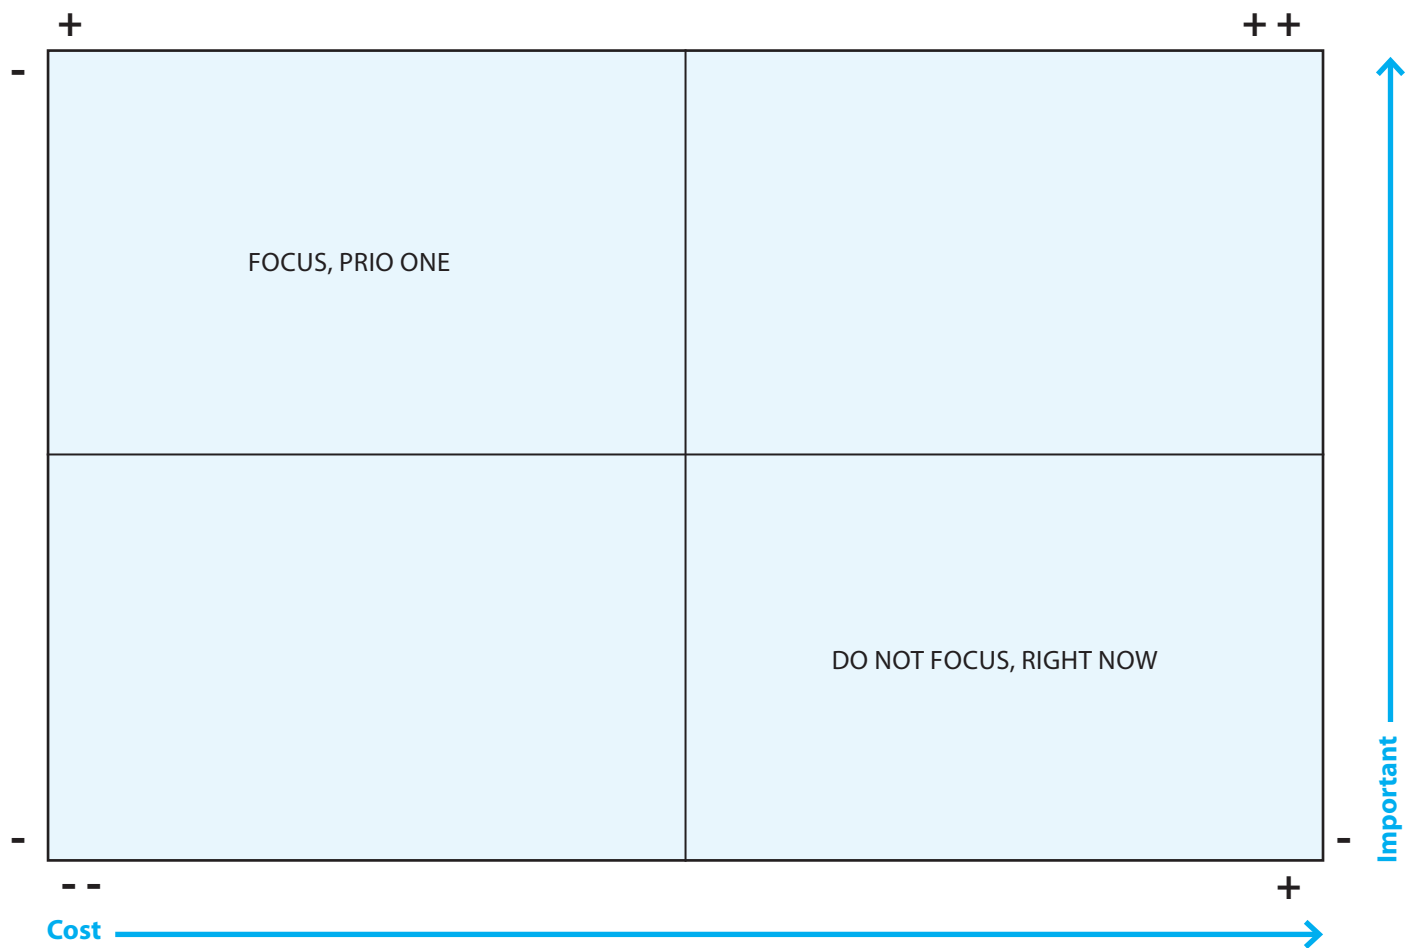 +
++
-
FOCUS, PRIO ONE
DO NOT FOCUS, RIGHT NOW
Important
-
-
--
+
Cost